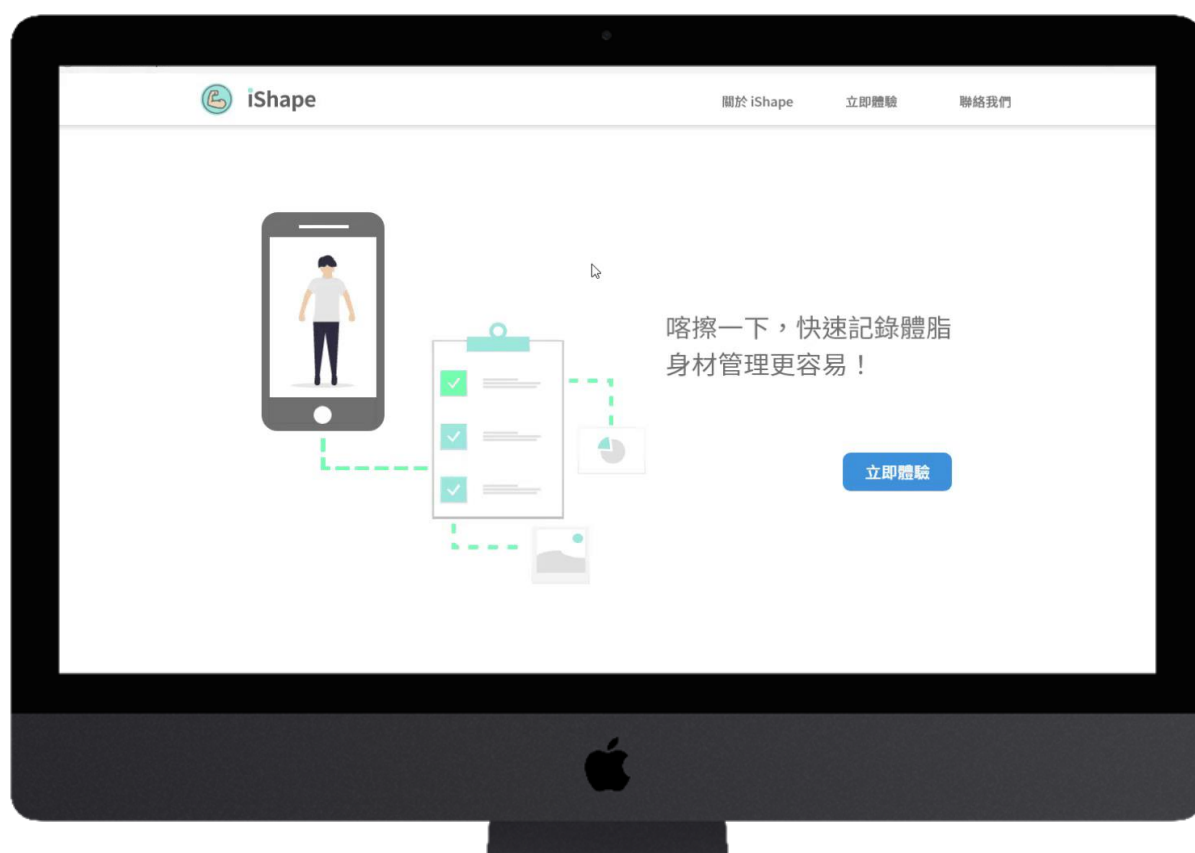 iShape
關於 iShape
立即體驗
聯絡我們
喀擦一下，快速記錄體脂
身材管理更容易！
立即體驗